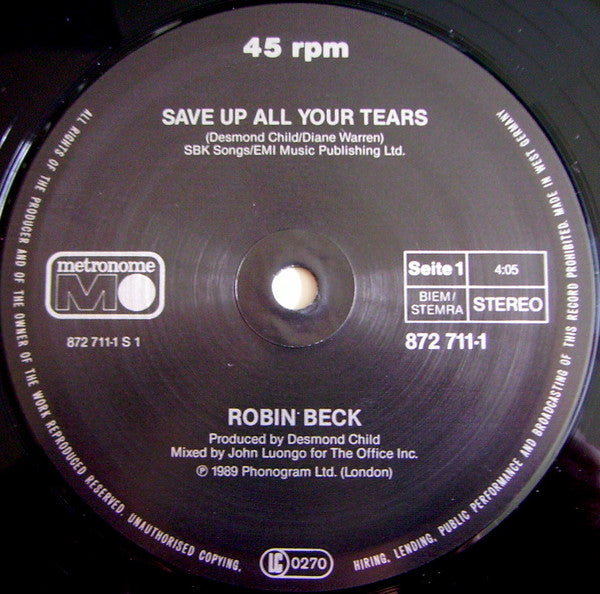 45 rpm
SAVE UP ALL YOUR TEARS
(Desmond Child/Diane Warren)
SBK Songs/EMI Music Publishing Ltd.
metronome
M
872 711-1 S 1
Seite 1
4:05
BIEM/
STEMRA
STEREO
872 711-1
ROBIN BECK
Produced by Desmond Child
Mixed by John Luongo for The Office Inc.
℗ 1989 Phonogram Ltd. (London)
LC 0270
ALL RIGHTS OF THE PRODUCER AND OF THE OWNER OF THE WORK REPRODUCED RESERVED. UNAUTHORISED COPYING, HIRING, LENDING, PUBLIC PERFORMANCE AND BROADCASTING OF THIS RECORD PROHIBITED. MADE IN WEST GERMANY